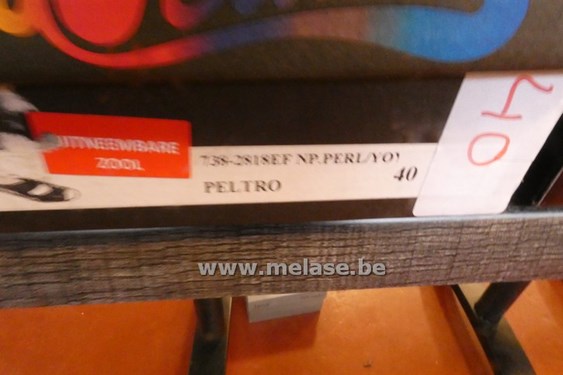 UITNEEMBARE
ZOOL
738-2818EF NP.PERL/YO
PELTRO
40
40
www.melase.be